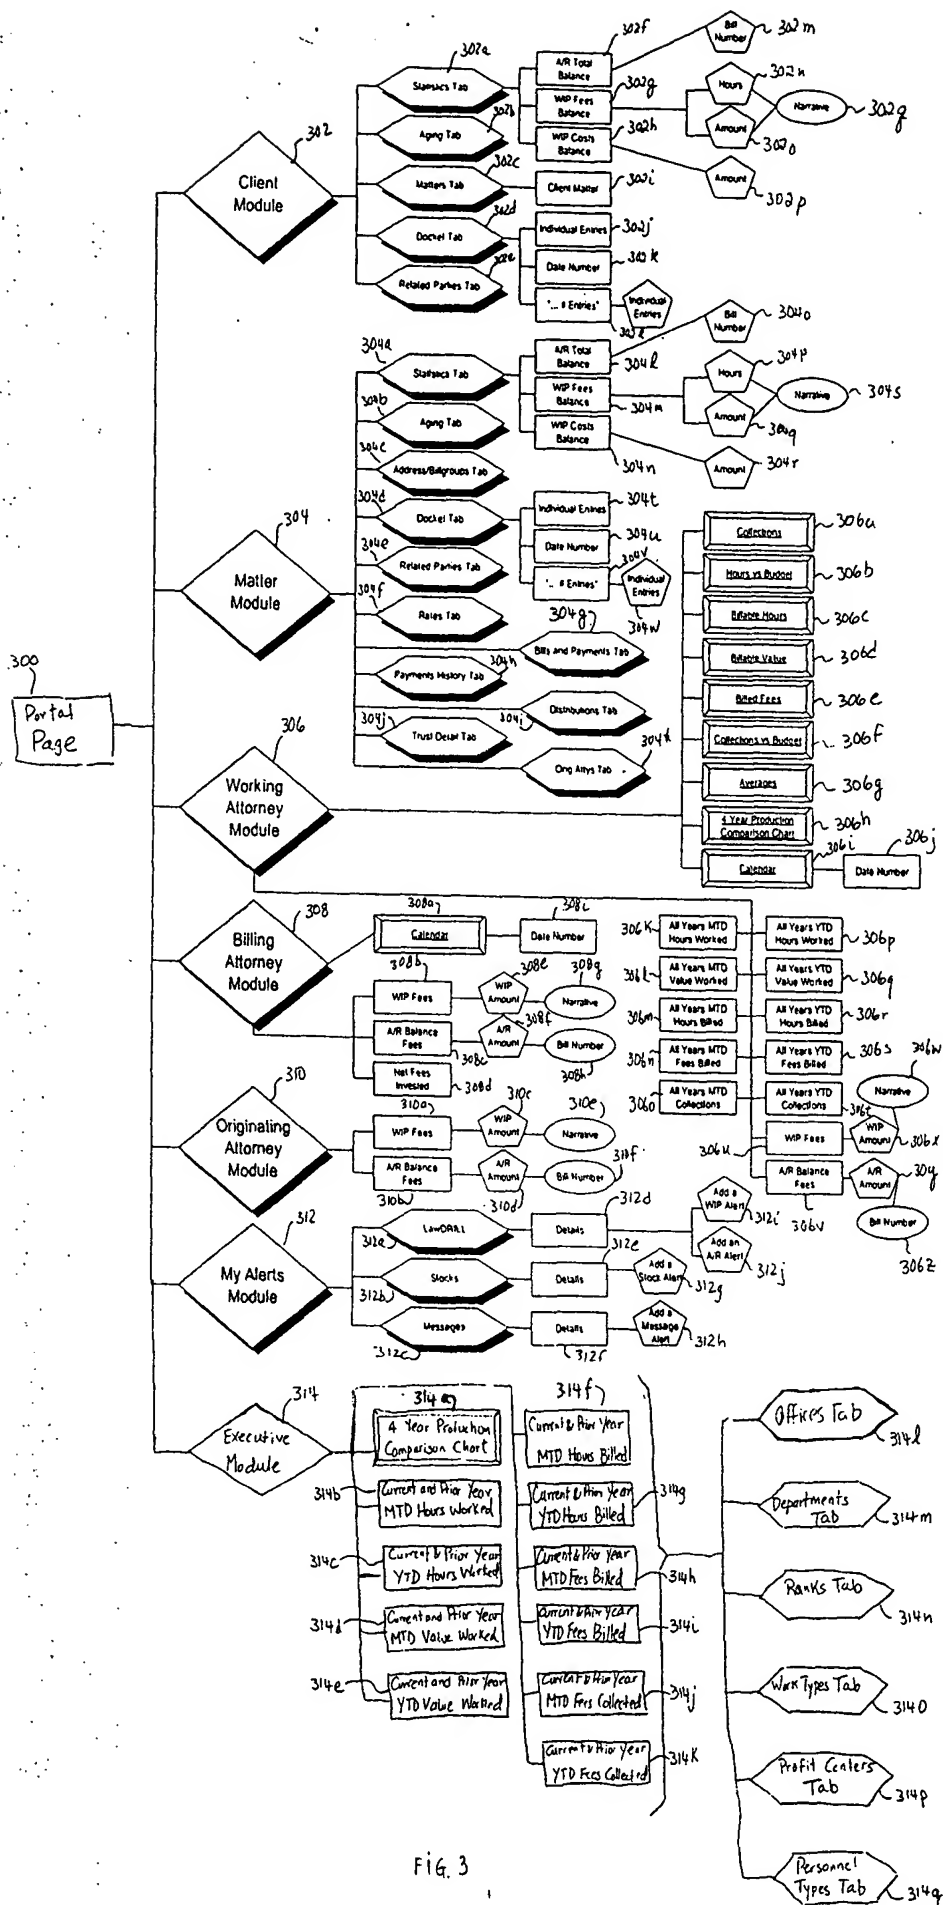 300
Portal
Page
302
Client
Module
302a
Statistics Tab
302b
Aging Tab
302c
Matters Tab
302d
Docket Tab
302e
Related Parties Tab
302f
A/R Total
Balance
302g
WIP Fees
Balance
302h
WIP Costs
Balance
302i
Client Matter
302j
Individual Entries
302k
Date Number
"... # Entries"
302l
Individual
Entries
Bill
Number
302m
Hours
302n
Amount
302o
Narrative
302q
Amount
302p
304
Matter
Module
304a
Statistics Tab
304b
Aging Tab
304c
Address/Billgroups Tab
304d
Docket Tab
304e
Related Parties Tab
304f
Rates Tab
304g
Bills and Payments Tab
304h
Payments History Tab
304i
Distributions Tab
304j
Trust Detail Tab
304k
Orig Attys Tab
A/R Total
Balance
304l
WIP Fees
Balance
304m
WIP Costs
Balance
304n
Bill
Number
304o
Hours
304p
Amount
304q
Narrative
304s
Amount
304r
Individual Entries
304t
Date Number
304u
"... # Entries"
304v
Individual
Entries
304w
306
Working
Attorney
Module
Collections
306a
Hours vs Budget
306b
Billable Hours
306c
Billable Value
306d
Billed Fees
306e
Collections vs Budget
306f
Averages
306g
4 Year Production
Comparison Chart
306h
Calendar
306i
Date Number
306j
306k
All Years MTD
Hours Worked
All Years YTD
Hours Worked
306p
306l
All Years MTD
Value Worked
All Years YTD
Value Worked
306q
306m
All Years MTD
Hours Billed
All Years YTD
Hours Billed
306r
306n
All Years MTD
Fees Billed
All Years YTD
Fees Billed
306s
306o
All Years MTD
Collections
All Years YTD
Collections
306t
WIP Fees
306u
WIP
Amount
306x
Narrative
306w
A/R Balance
Fees
306v
A/R
Amount
30y
Bill Number
306z
308
Billing
Attorney
Module
308a
Calendar
308i
Date Number
308b
WIP Fees
308e
WIP
Amount
308g
Narrative
A/R Balance
Fees
308c
308f
A/R
Amount
Bill Number
308h
Net Fees
Invested
308d
310
Originating
Attorney
Module
310a
WIP Fees
310c
WIP
Amount
310e
Narrative
A/R Balance
Fees
310b
A/R
Amount
310d
Bill Number
310f
312
My Alerts
Module
LawDRILL
312a
Details
312d
Add a
WIP Alert
312i
Add an
A/R Alert
312j
Stocks
312b
Details
312e
Add a
Stock Alert
312g
Messages
312c
Details
312f
Add a
Message
Alert
312h
314
Executive
Module
314a
4 Year Production
Comparison Chart
314b
Current and Prior Year
MTD Hours Worked
314c
Current & Prior Year
YTD Hours Worked
314d
Current and Prior Year
MTD Value Worked
314e
Current and Prior Year
YTD Value Worked
314f
Current & Prior Year
MTD Hours Billed
314g
Current & Prior Year
YTD Hours Billed
Current & Prior Year
MTD Fees Billed
314h
Current & Prior Year
YTD Fees Billed
314i
Current & Prior Year
MTD Fees Collected
314j
Current & Prior Year
YTD Fees Collected
314k
Offices Tab
314l
Departments
Tab
314m
Ranks Tab
314n
Work Types Tab
314o
Profit Centers
Tab
314p
Personnel
Types Tab
314q
FIG. 3